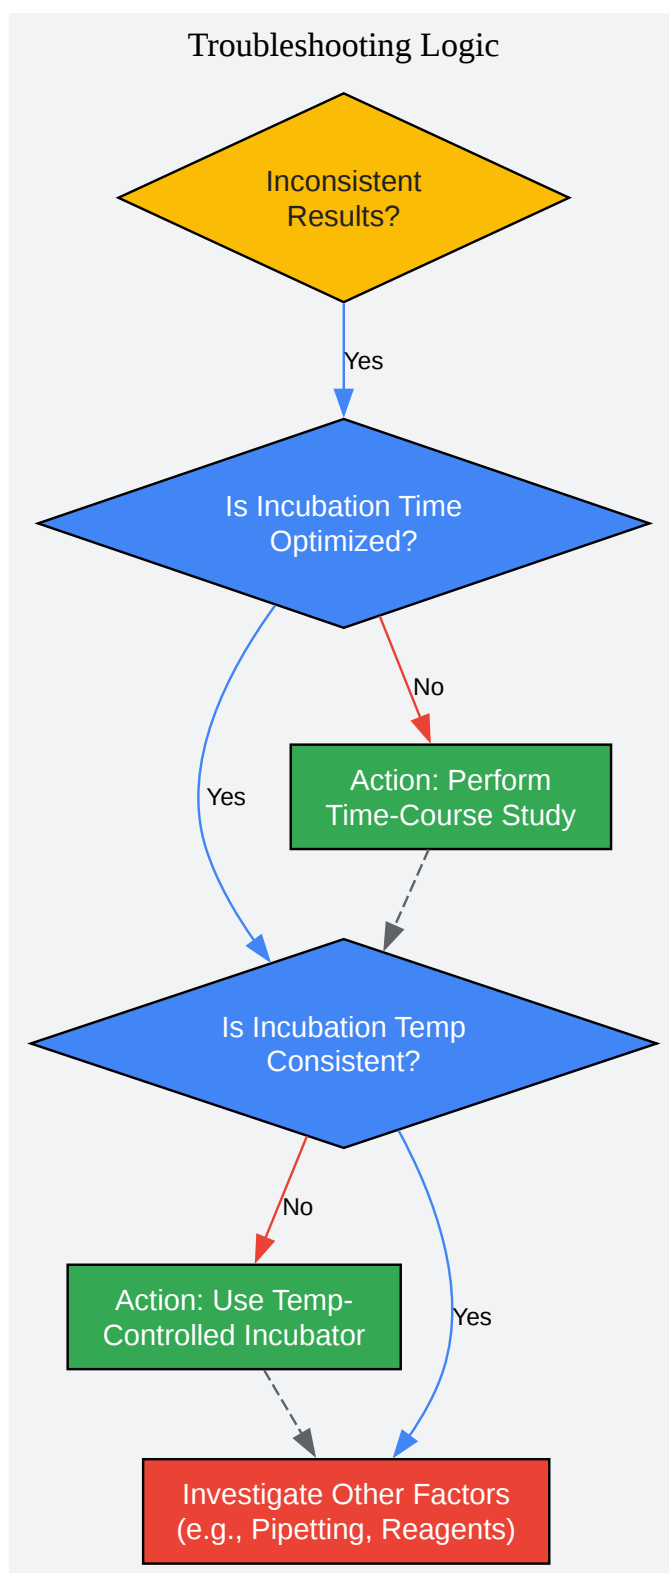 Troubleshooting Logic
Inconsistent
Results?
Yes
Is Incubation Time
Optimized?
No
Action: Perform
Time-Course Study
Yes
Is Incubation Temp
Consistent?
No
Action: Use Temp-
Controlled Incubator
Yes
Investigate Other Factors
(e.g., Pipetting, Reagents)